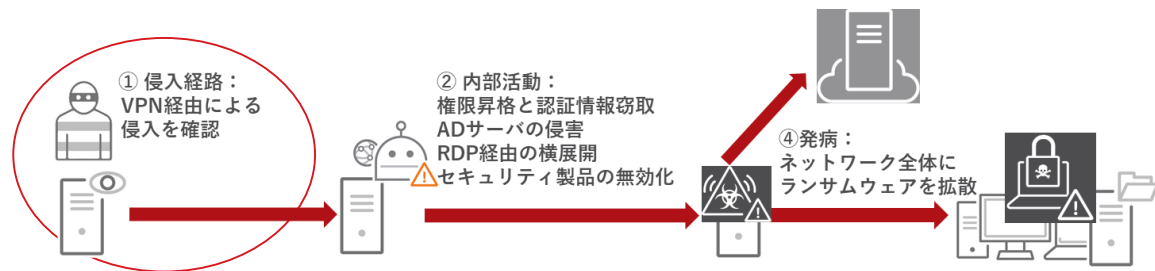 ① 侵入経路：
VPN経由による
侵入を確認
② 内部活動：
権限昇格と認証情報窃取
ADサーバの侵害
RDP経由の横展開
セキュリティ製品の無効化
④発病：
ネットワーク全体に
ランサムウェアを拡散